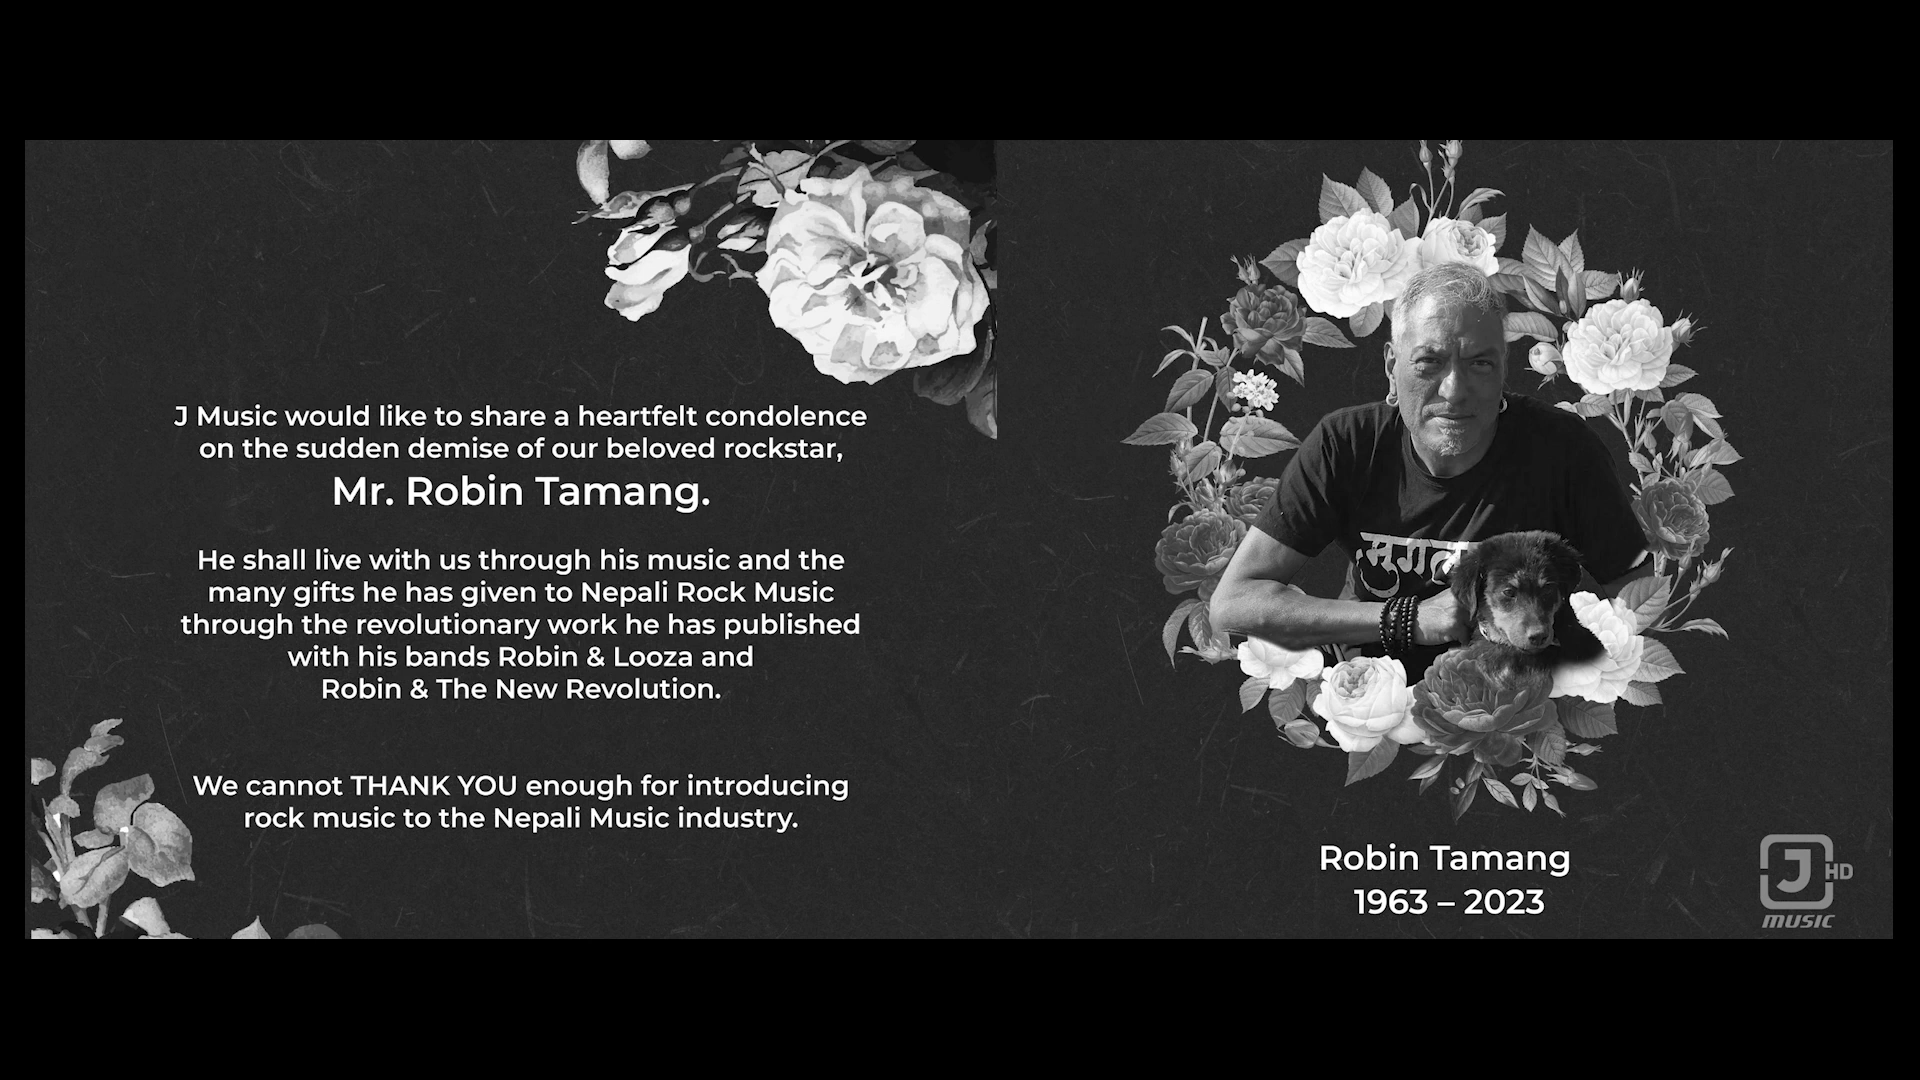 J Music would like to share a heartfelt condolence
on the sudden demise of our beloved rockstar,
Mr. Robin Tamang.
He shall live with us through his music and the
many gifts he has given to Nepali Rock Music
through the revolutionary work he has published
with his bands Robin & Looza and
Robin & The New Revolution.
We cannot THANK YOU enough for introducing
rock music to the Nepali Music industry.
Robin Tamang
1963 – 2023
J HD
MUSIC